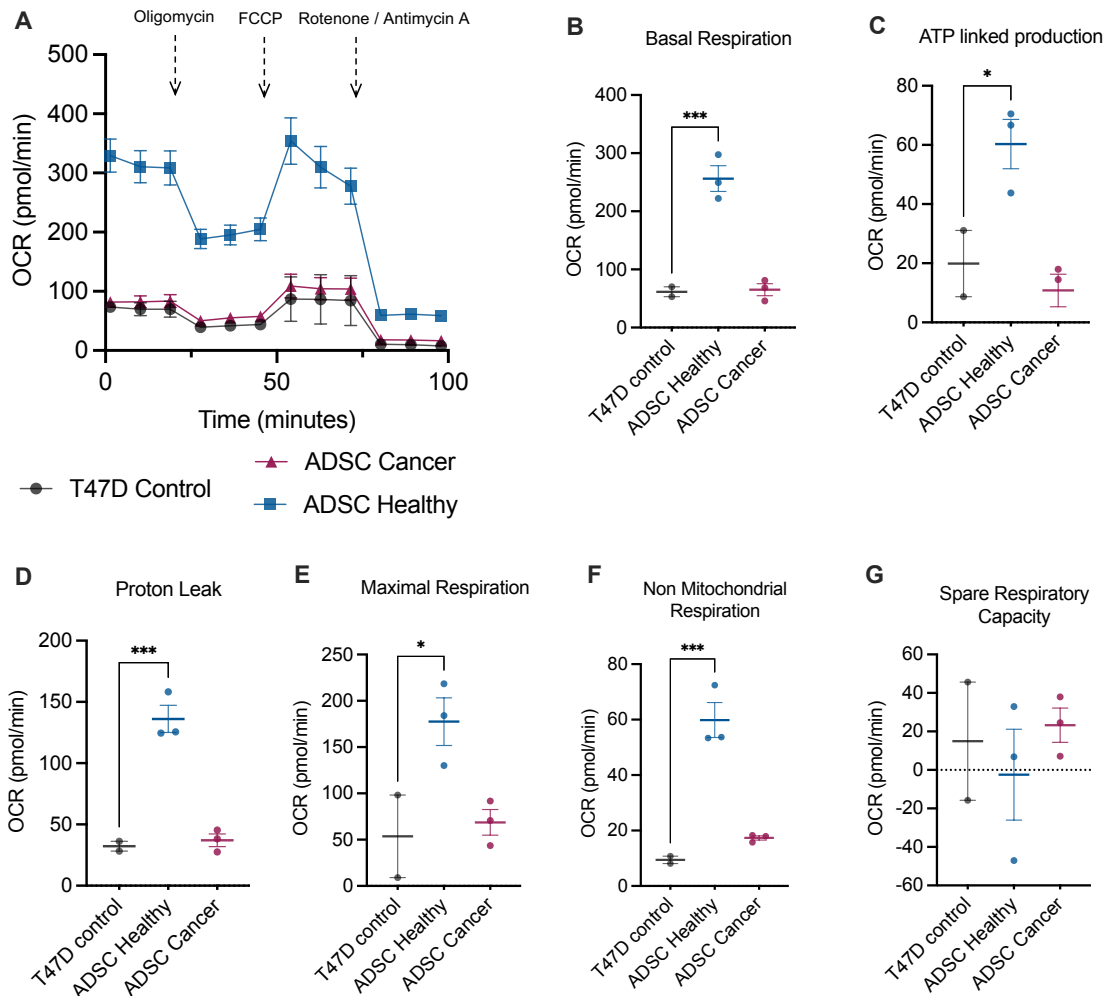 A
Oligomycin
FCCP
Rotenone / Antimycin A
500
400
300
200
100
0
OCR (pmol/min)
0
50
100
Time (minutes)
T47D Control
ADSC Cancer
ADSC Healthy
B
Basal Respiration
***
400
300
200
100
0
OCR (pmol/min)
T47D control
ADSC Healthy
ADSC Cancer
C
ATP linked production
*
80
60
40
20
0
OCR (pmol/min)
T47D control
ADSC Healthy
ADSC Cancer
D
Proton Leak
***
200
150
100
50
0
OCR (pmol/min)
T47D control
ADSC Healthy
ADSC Cancer
E
Maximal Respiration
*
250
200
150
100
50
0
OCR (pmol/min)
T47D control
ADSC Healthy
ADSC Cancer
F
Non Mitochondrial
Respiration
***
80
60
40
20
0
OCR (pmol/min)
T47D control
ADSC Healthy
ADSC Cancer
G
Spare Respiratory
Capacity
60
40
20
0
-20
-40
-60
OCR (pmol/min)
T47D control
ADSC Healthy
ADSC Cancer